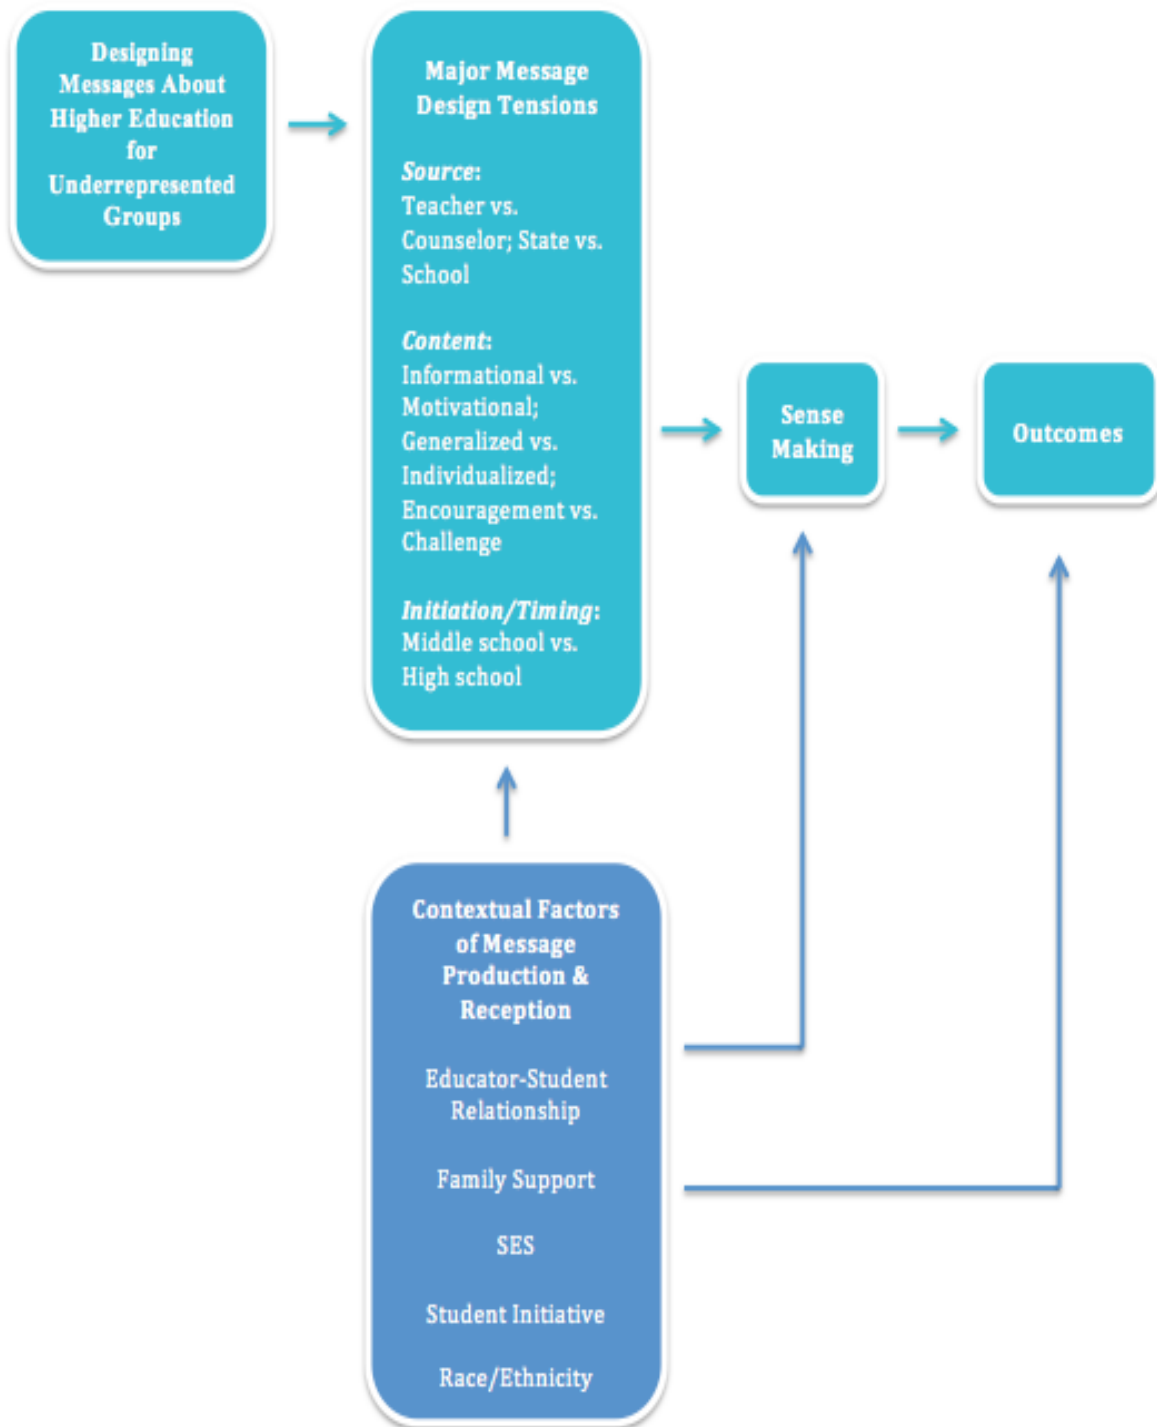 Designing
Messages About
Higher Education
for
Underrepresented
Groups
Major Message
Design Tensions
Source:
Teacher vs.
Counselor; State vs.
School
Content:
Informational vs.
Motivational;
Generalized vs.
Individualized;
Encouragement vs.
Challenge
Initiation/Timing:
Middle school vs.
High school
Sense
Making
Outcomes
Contextual Factors
of Message
Production &
Reception
Educator-Student
Relationship
Family Support
SES
Student Initiative
Race/Ethnicity